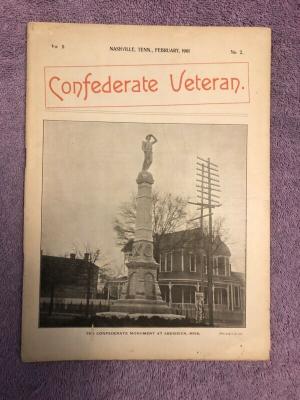 Vol. 9. NASHVILLE, TENN., FEBRUARY, 1901 No. 2.
Confederate Veteran.
THE CONFEDERATE MONUMENT AT ABERDEEN, MISS.